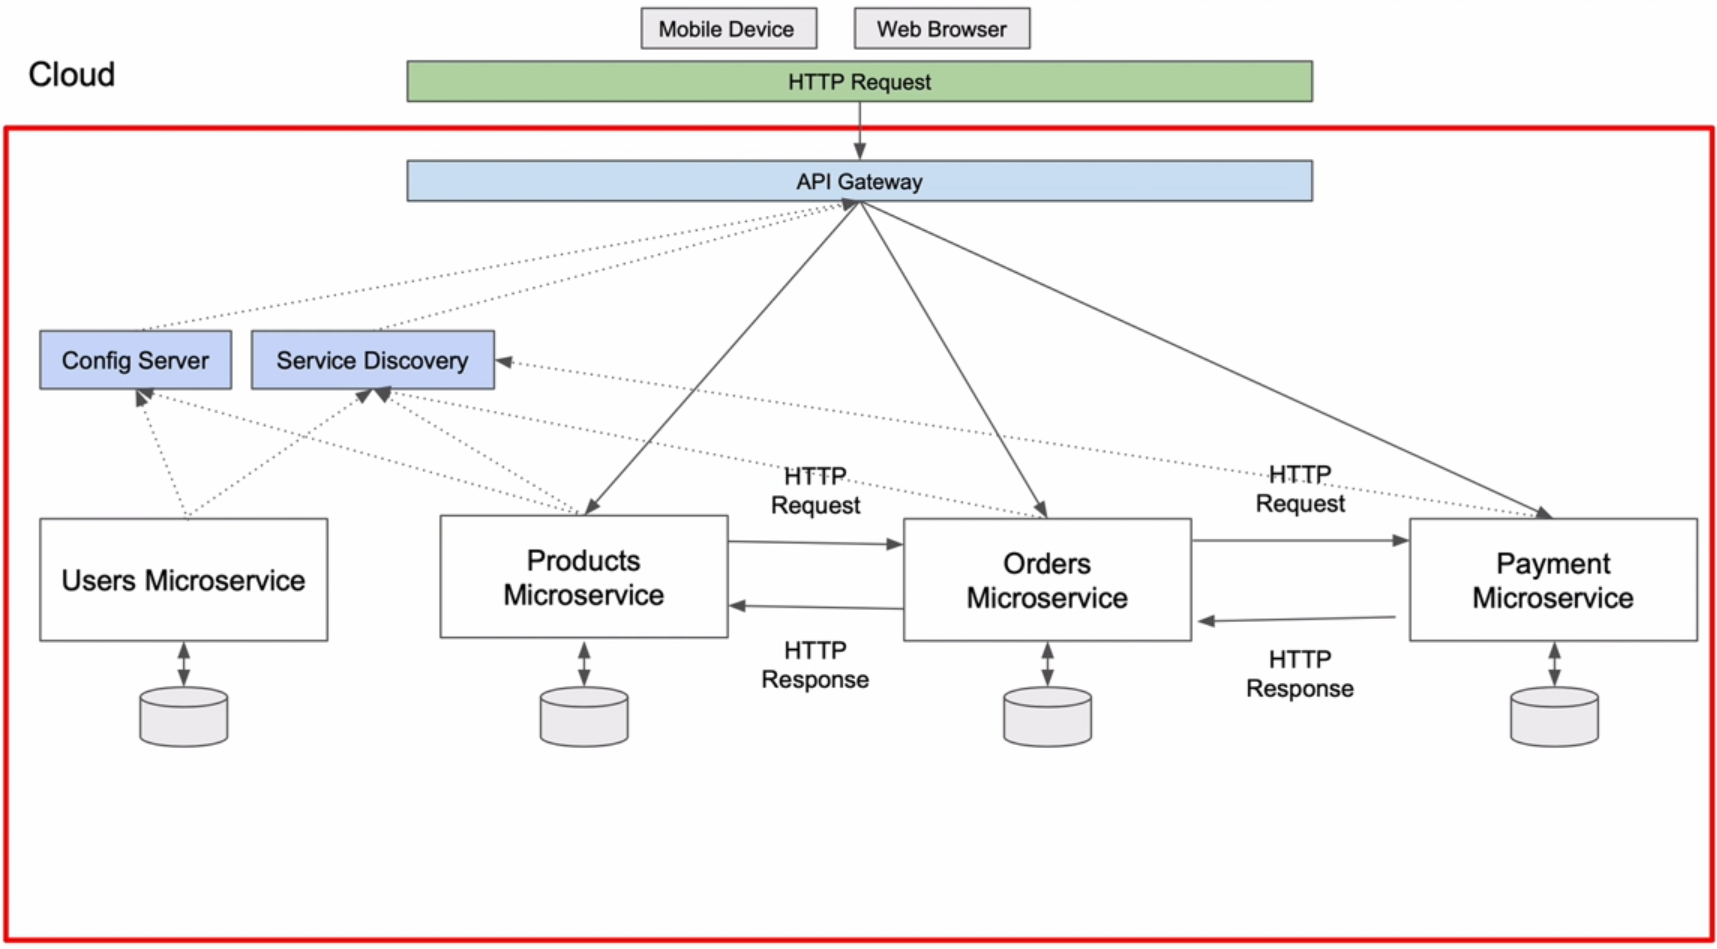 Mobile Device
Web Browser
Cloud
HTTP Request
API Gateway
Config Server
Service Discovery
HTTP
Request
HTTP
Request
Users Microservice
Products
Microservice
Orders
Microservice
Payment
Microservice
HTTP
Response
HTTP
Response